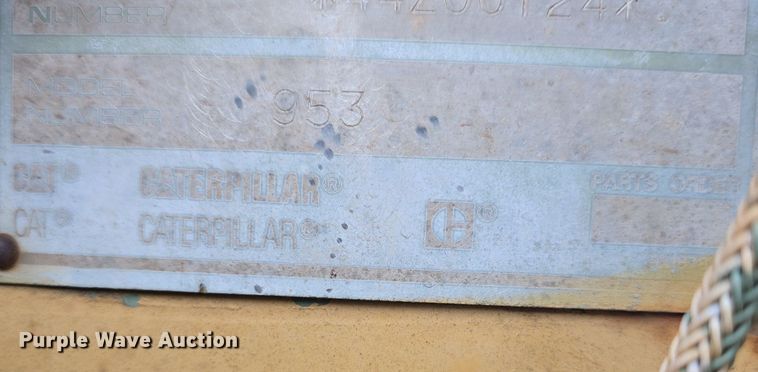 NUMBER
MODEL
NUMBER 953
CAT® CATERPILLAR®
CAT® CATERPILLAR® ®
PARTS ORDER
Purple Wave Auction